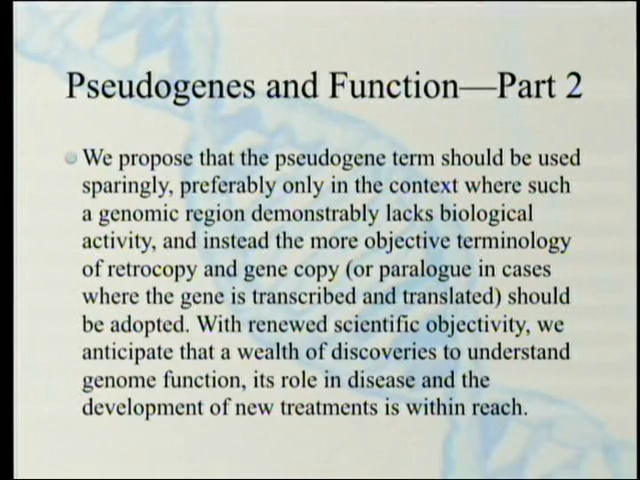 Pseudogenes and Function—Part 2
We propose that the pseudogene term should be used
sparingly, preferably only in the context where such
a genomic region demonstrably lacks biological
activity, and instead the more objective terminology
of retrocopy and gene copy (or paralogue in cases
where the gene is transcribed and translated) should
be adopted. With renewed scientific objectivity, we
anticipate that a wealth of discoveries to understand
genome function, its role in disease and the
development of new treatments is within reach.